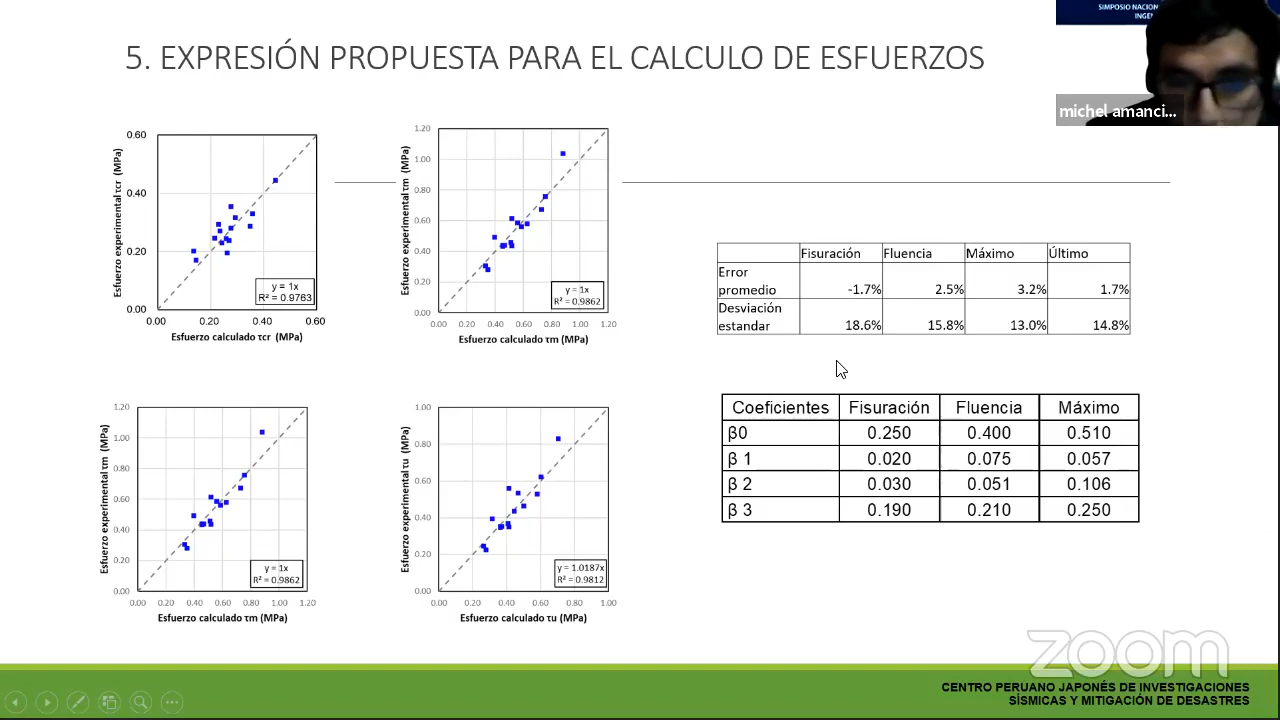 SIMPOSIO NACION
INGEN
michel amanci...
5. EXPRESIÓN PROPUESTA PARA EL CALCULO DE ESFUERZOS
Esfuerzo experimental τcr (MPa)
0.60
0.40
0.20
0.00
0.00 0.20 0.40 0.60
y = 1x
R² = 0.9763
Esfuerzo calculado τcr (MPa)
Esfuerzo experimental τm (MPa)
1.20
1.00
0.80
0.60
0.40
0.20
0.00
0.00 0.20 0.40 0.60 0.80 1.00 1.20
y = 1x
R² = 0.9862
Esfuerzo calculado τm (MPa)
Fisuración Fluencia Máximo Último
Error
promedio -1.7% 2.5% 3.2% 1.7%
Desviación
estandar 18.6% 15.8% 13.0% 14.8%
Esfuerzo experimental τm (MPa)
1.20
1.00
0.80
0.60
0.40
0.20
0.00
0.00 0.20 0.40 0.60 0.80 1.00 1.20
y = 1x
R² = 0.9862
Esfuerzo calculado τm (MPa)
Esfuerzo experimental τu (MPa)
1.00
0.80
0.60
0.40
0.20
0.00
0.00 0.20 0.40 0.60 0.80 1.00
y = 1.0187x
R² = 0.9812
Esfuerzo calculado τu (MPa)
Coeficientes Fisuración Fluencia Máximo
β0 0.250 0.400 0.510
β 1 0.020 0.075 0.057
β 2 0.030 0.051 0.106
β 3 0.190 0.210 0.250
zoom
CENTRO PERUANO JAPONÉS DE INVESTIGACIONES
SÍSMICAS Y MITIGACIÓN DE DESASTRES